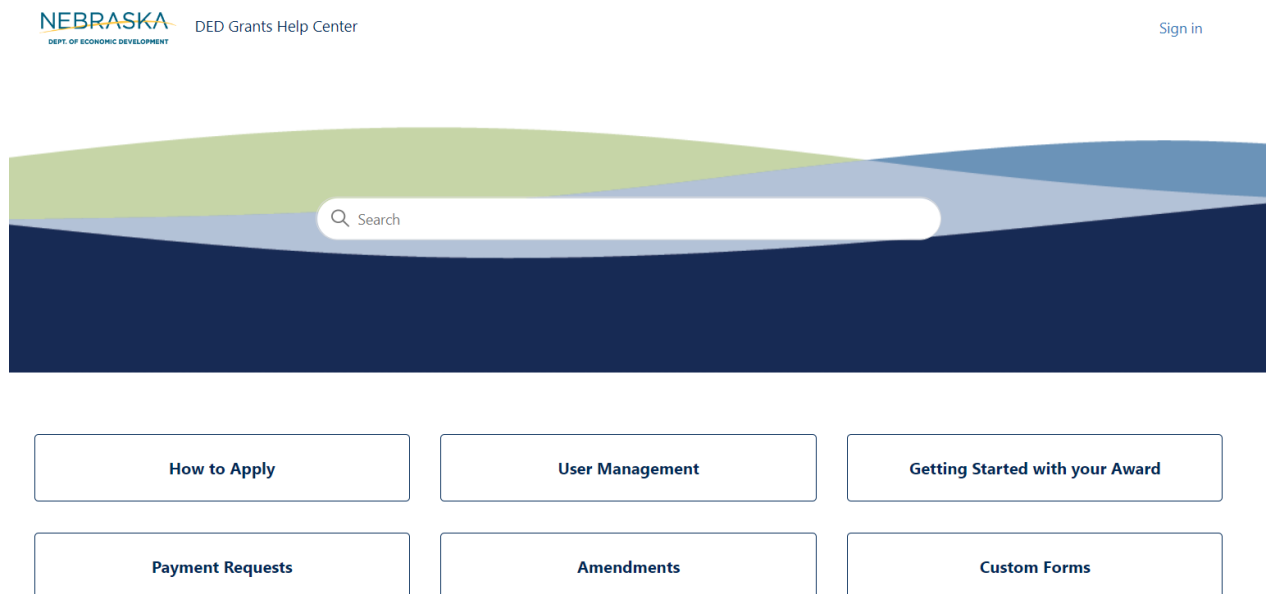 NEBRASKA
DEPT. OF ECONOMIC DEVELOPMENT
DED Grants Help Center
Sign in
Search
How to Apply
User Management
Getting Started with your Award
Payment Requests
Amendments
Custom Forms